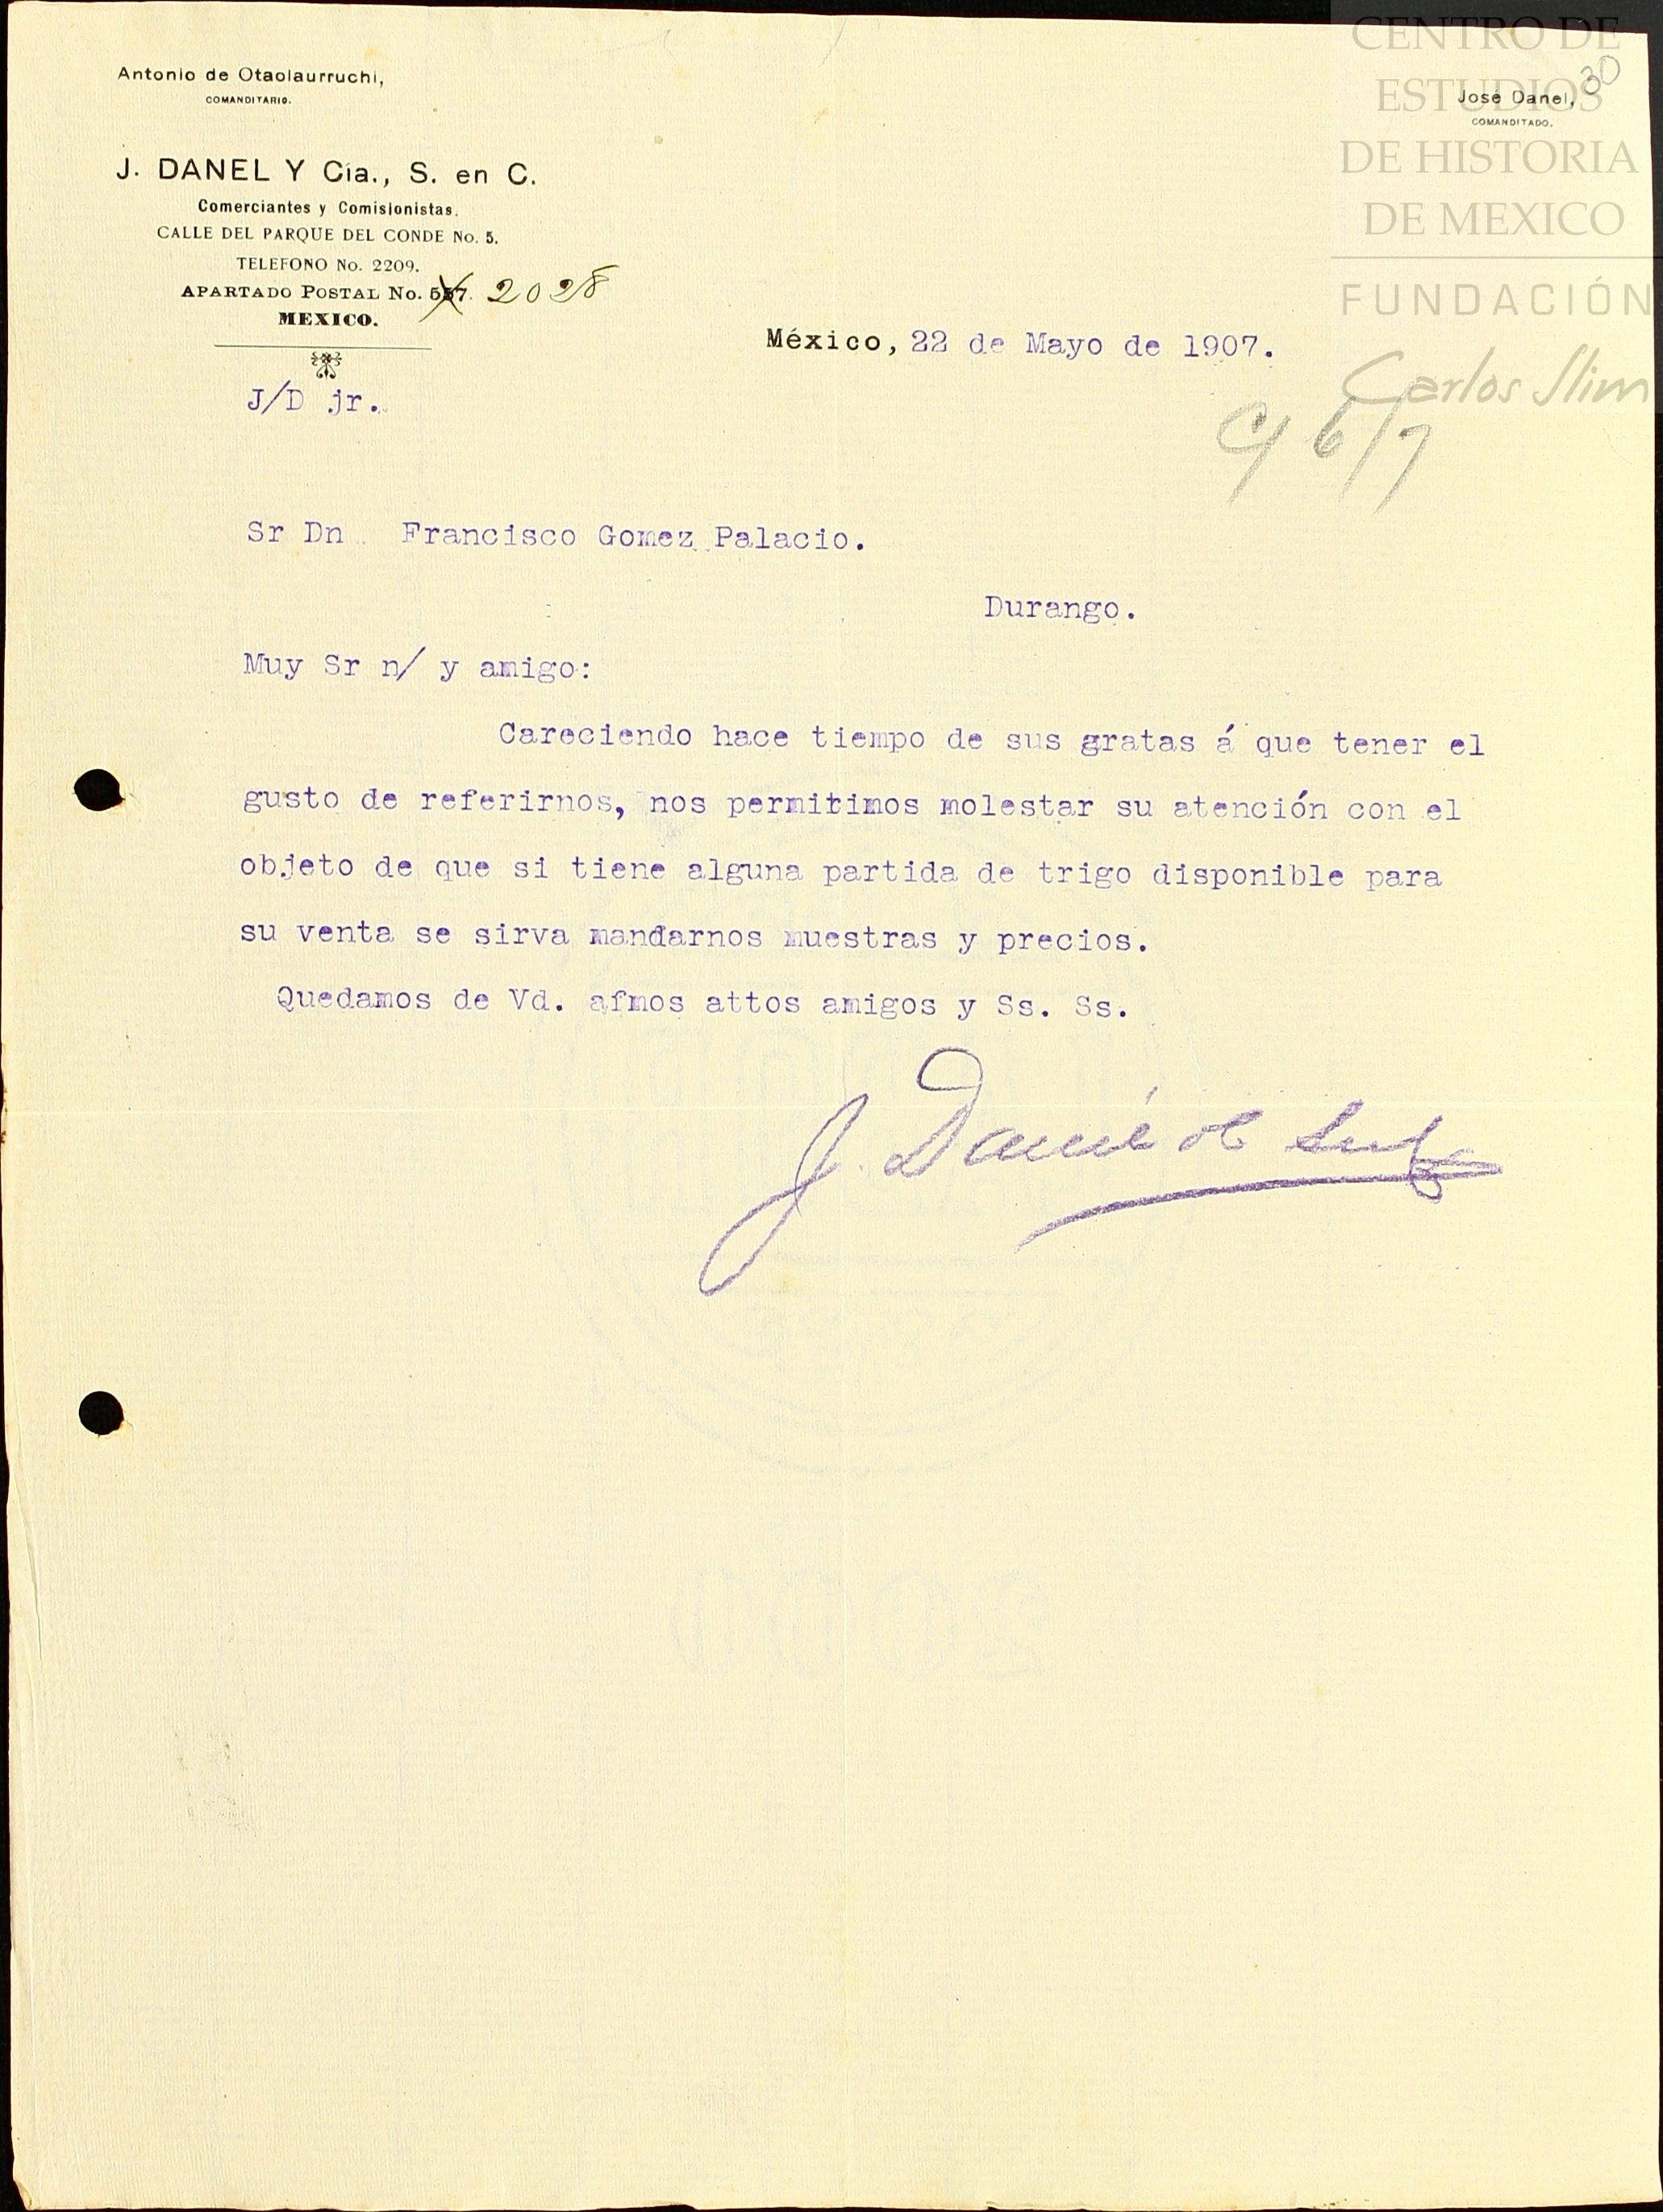 CENTRO DE
ESTUDIOS
DE HISTORIA
DE MEXICO
FUNDACIÓN
Carlos Slim
30
Antonio de Otaolaurruchi,
COMANDITARIO.
José Danel,
COMANDITADO.
J. DANEL Y Cía., S. en C.
Comerciantes y Comisionistas.
CALLE DEL PARQUE DEL CONDE No. 5.
TELEFONO No. 2209.
APARTADO POSTAL No. 557. 2028
MEXICO.
México, 22 de Mayo de 1907.
J/D jr.
C/ 6/7
Sr Dn Francisco Gomez Palacio.
Durango.
Muy Sr n/ y amigo:
Careciendo hace tiempo de sus gratas á que tener el
gusto de referirnos, nos permitimos molestar su atención con el
objeto de que si tiene alguna partida de trigo disponible para
su venta se sirva mandarnos muestras y precios.
Quedamos de Vd. afmos attos amigos y Ss. Ss.
J. Danel